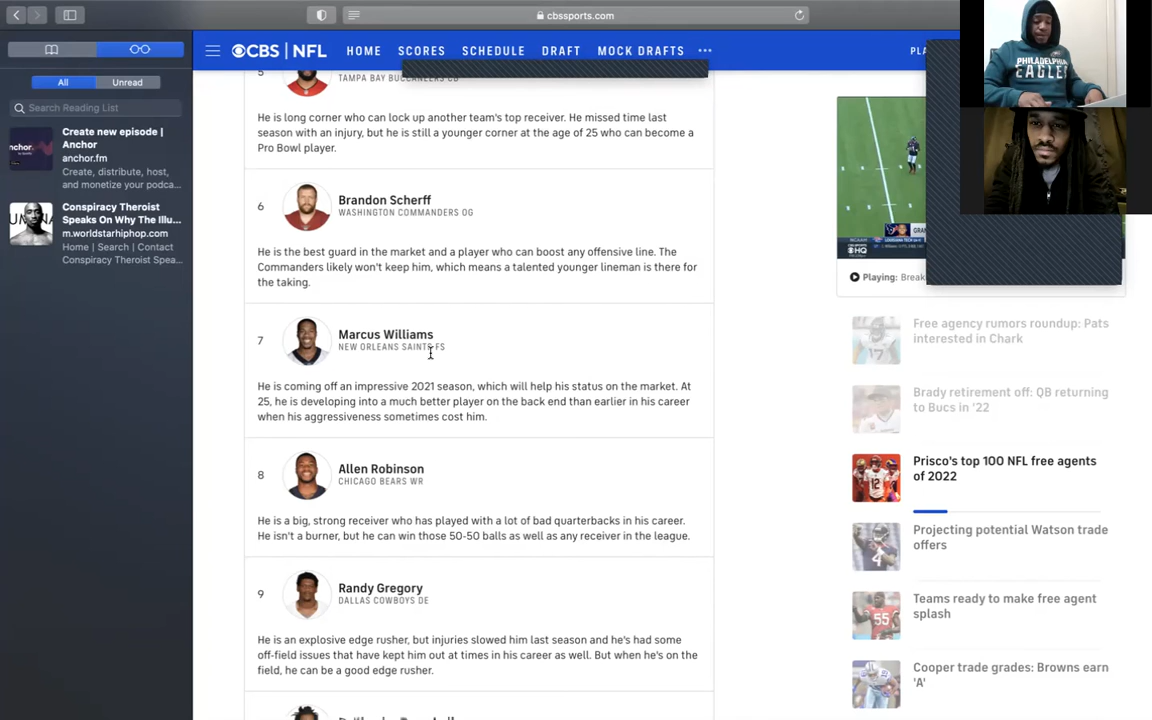 cbssports.com
CBS NFL HOME SCORES SCHEDULE DRAFT MOCK DRAFTS
All Unread
Search Reading List
Create new episode |
Anchor
anchor.fm
Create, distribute, host,
and monetize your podca...
Conspiracy Theorist
Speaks On Why The Illu...
m.worldstarhiphop.com
Home | Search | Contact
Conspiracy Theroist Spea...
5
TAMPA BAY BUCCANEERS CB
He is long corner who can lock up another team's top receiver. He missed time last
season with an injury, but he is still a younger corner at the age of 25 who can become a
Pro Bowl player.
6
Brandon Scherff
WASHINGTON COMMANDERS OG
He is the best guard in the market and a player who can boost any offensive line. The
Commanders likely won't keep him, which means a talented younger lineman is there for
the taking.
7
Marcus Williams
NEW ORLEANS SAINTS FS
He is coming off an impressive 2021 season, which will help his status on the market. At
25, he is developing into a much better player on the back end than earlier in his career
when his aggressiveness sometimes cost him.
8
Allen Robinson
CHICAGO BEARS WR
He is a big, strong receiver who has played with a lot of bad quarterbacks in his career.
He isn't a burner, but he can win those 50-50 balls as well as any receiver in the league.
9
Randy Gregory
DALLAS COWBOYS DE
He is an explosive edge rusher, but injuries slowed him last season and he's had some
off-field issues that have kept him out at times in his career as well. But when he's on the
field, he can be a good edge rusher.
PHILADELPHIA
EAGLES
HQ
Playing: Break
Free agency rumors roundup: Pats
interested in Chark
Brady retirement off: QB returning
to Bucs in '22
Prisco's top 100 NFL free agents
of 2022
Projecting potential Watson trade
offers
Teams ready to make free agent
splash
Cooper trade grades: Browns earn
'A'